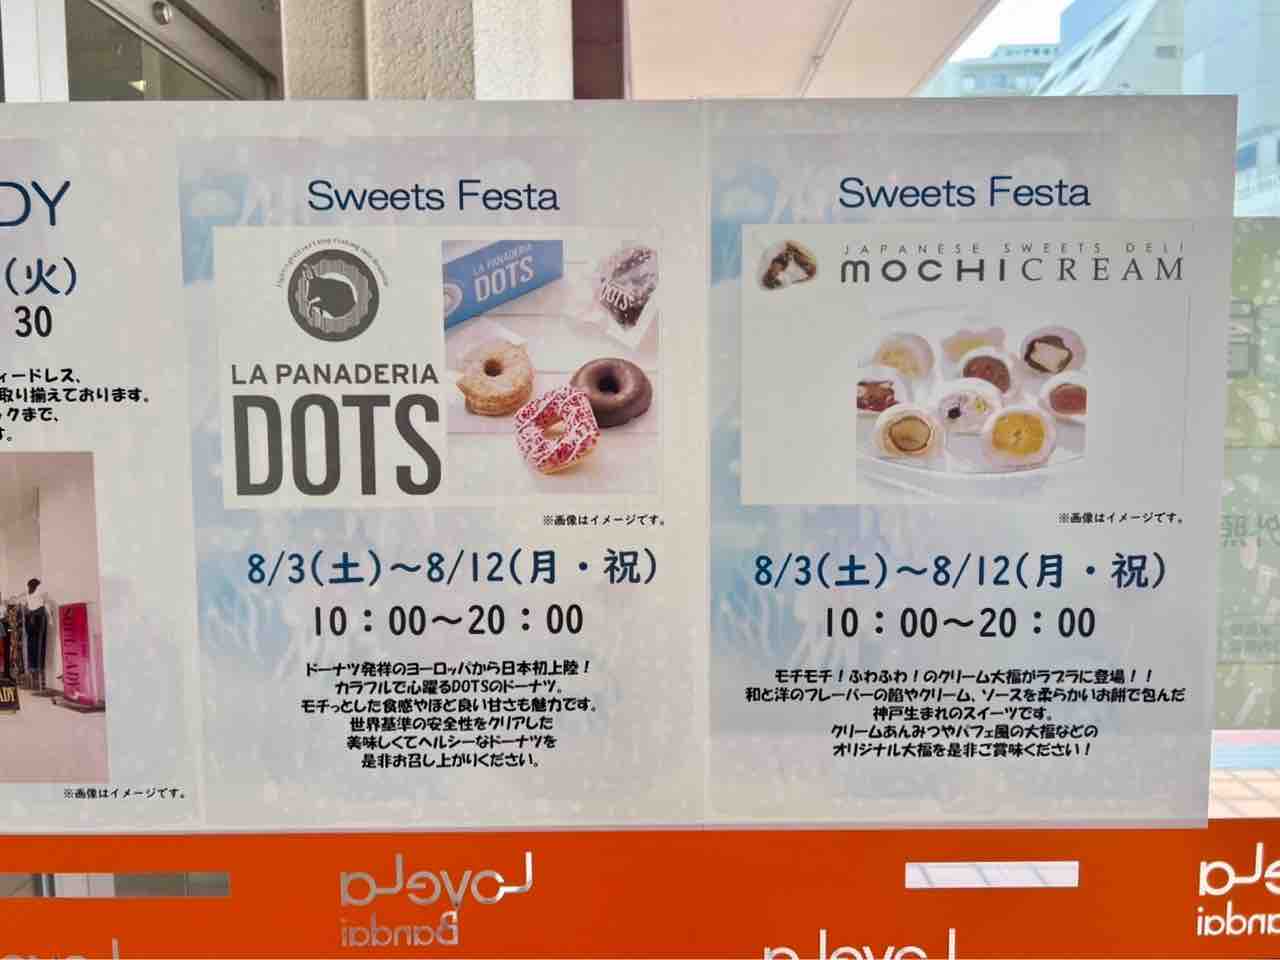 DY
(火)
30
ィードレス、
取り揃えております。
ックまで、
す。
※画像はイメージです。
Sweets Festa
LA PANADERIA
DOTS
LA PANADERIA
DOTS
DOTS
※画像はイメージです。
8/3(土)～8/12(月・祝)
10：00～20：00
ドーナツ発祥のヨーロッパから日本初上陸！
カラフルで心躍るDOTSのドーナツ。
モチっとした食感やほど良い甘さも魅力です。
世界基準の安全性をクリアした
美味しくてヘルシーなドーナツを
是非お召し上がりください。
Sweets Festa
JAPANESE SWEETS DELI
MOCHICREAM
※画像はイメージです。
8/3(土)～8/12(月・祝)
10：00～20：00
モチモチ！ふわふわ！のクリーム大福がラブラに登場！！
和と洋のフレーバーの餡やクリーム、ソースを柔らかいお餅で包んだ
神戸生まれのスイーツです。
クリームあんみつやパフェ風の大福などの
オリジナル大福を是非ご賞味ください！
LoveLa
Bandai
LoveLa
Bandai
LoveLa